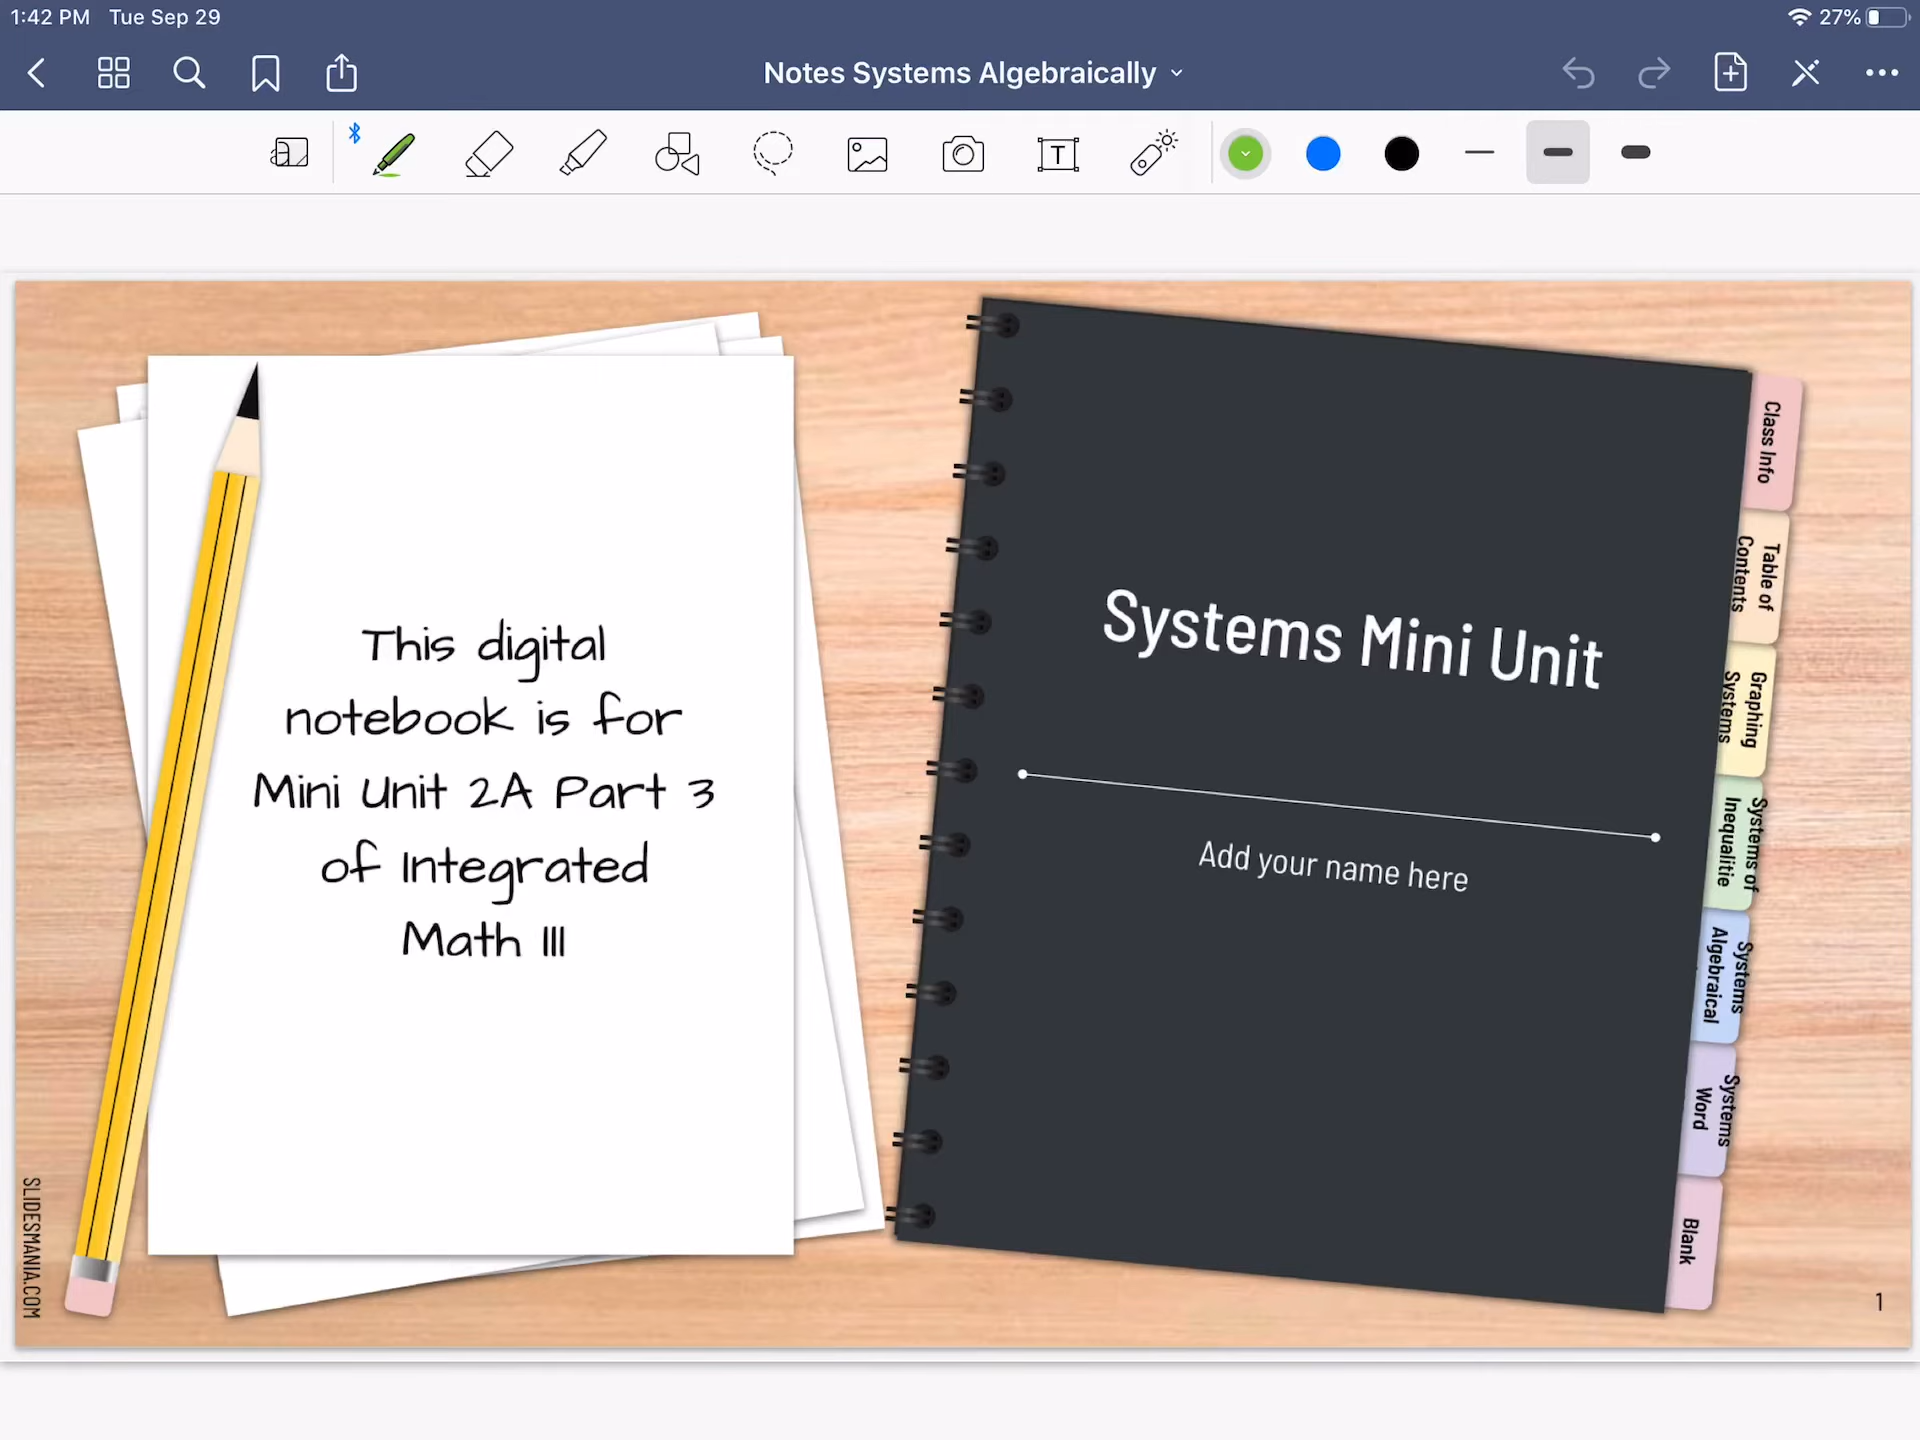 1:42 PM Tue Sep 29
27%
Notes Systems Algebraically
This digital
notebook is for
Mini Unit 2A Part 3
of Integrated
Math III
Systems Mini Unit
Add your name here
Class Info
Table of
Contents
Graphing
Systems
Systems of
Inequalitie
Systems
Algebraical
Systems
Word
Blank
SLIDESMANIA.COM
1